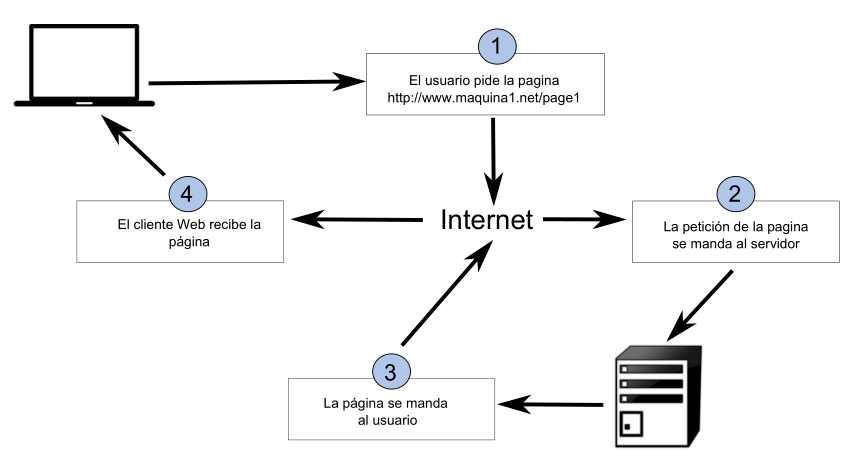 1
El usuario pide la pagina
http://www.maquina1.net/page1
Internet
2
La petición de la pagina
se manda al servidor
3
La página se manda
al usuario
4
El cliente Web recibe la
página